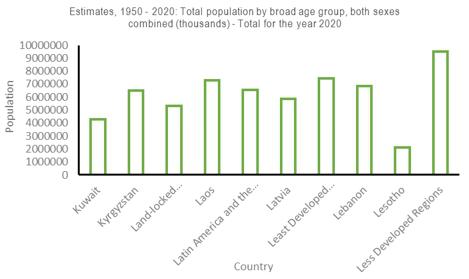 Estimates, 1950 - 2020: Total population by broad age group, both sexes
combined (thousands) - Total for the year 2020
10000000
9000000
8000000
7000000
6000000
5000000
4000000
3000000
2000000
1000000
0
Population
Kuwait
Kyrgyzstan
Land-locked...
Laos
Latin America and the...
Latvia
Least Developed...
Lebanon
Lesotho
Less Developed Regions
Country